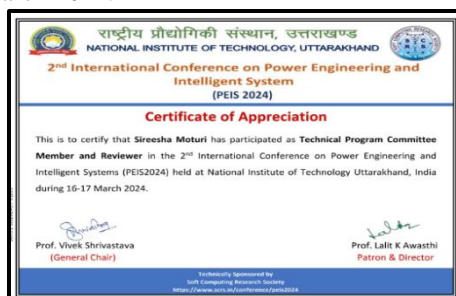 राष्ट्रीय प्रौद्योगिकी संस्थान, उत्तराखण्ड
NATIONAL INSTITUTE OF TECHNOLOGY, UTTARAKHAND
2nd International Conference on Power Engineering and
Intelligent System
(PEIS 2024)
Certificate of Appreciation
This is to certify that Sireesha Moturi has participated as Technical Program Committee
Member and Reviewer in the 2nd International Conference on Power Engineering and
Intelligent Systems (PEIS2024) held at National Institute of Technology Uttarakhand, India
during 16-17 March 2024.
Prof. Vivek Shrivastava
(General Chair)
Prof. Lalit K Awasthi
Patron & Director
Technically Sponsored by
Soft Computing Research Society
https://www.scrs.in/conference/peis2024